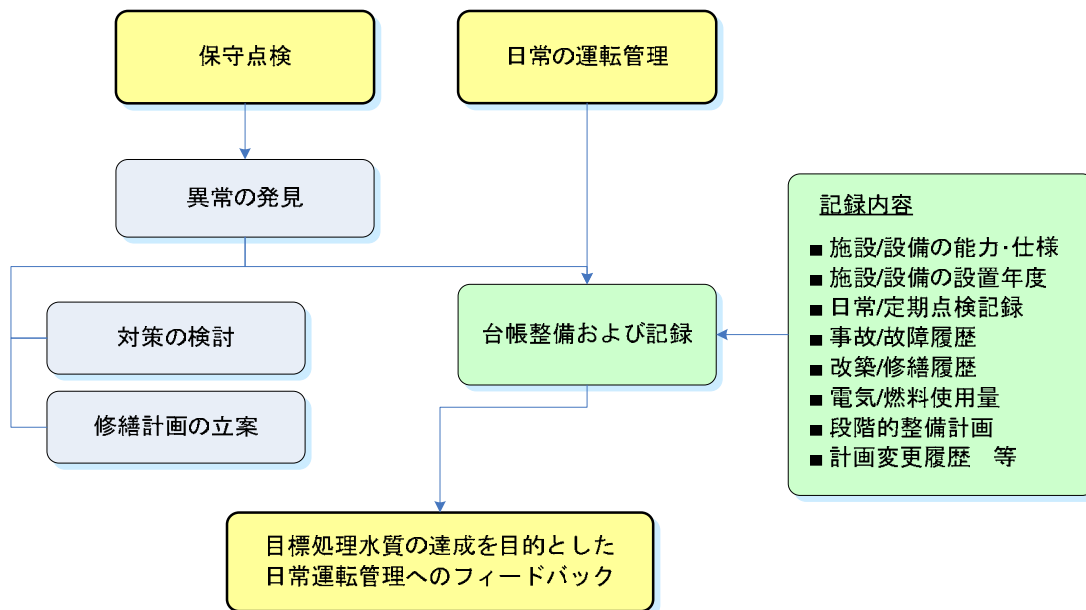 保守点検
日常の運転管理
異常の発見
記録内容
■ 施設/設備の能力･仕様
■ 施設/設備の設置年度
■ 日常/定期点検記録
■ 事故/故障履歴
■ 改築/修繕履歴
■ 電気/燃料使用量
■ 段階的整備計画
■ 計画変更履歴　等
対策の検討
台帳整備および記録
修繕計画の立案
目標処理水質の達成を目的とした
日常運転管理へのフィードバック